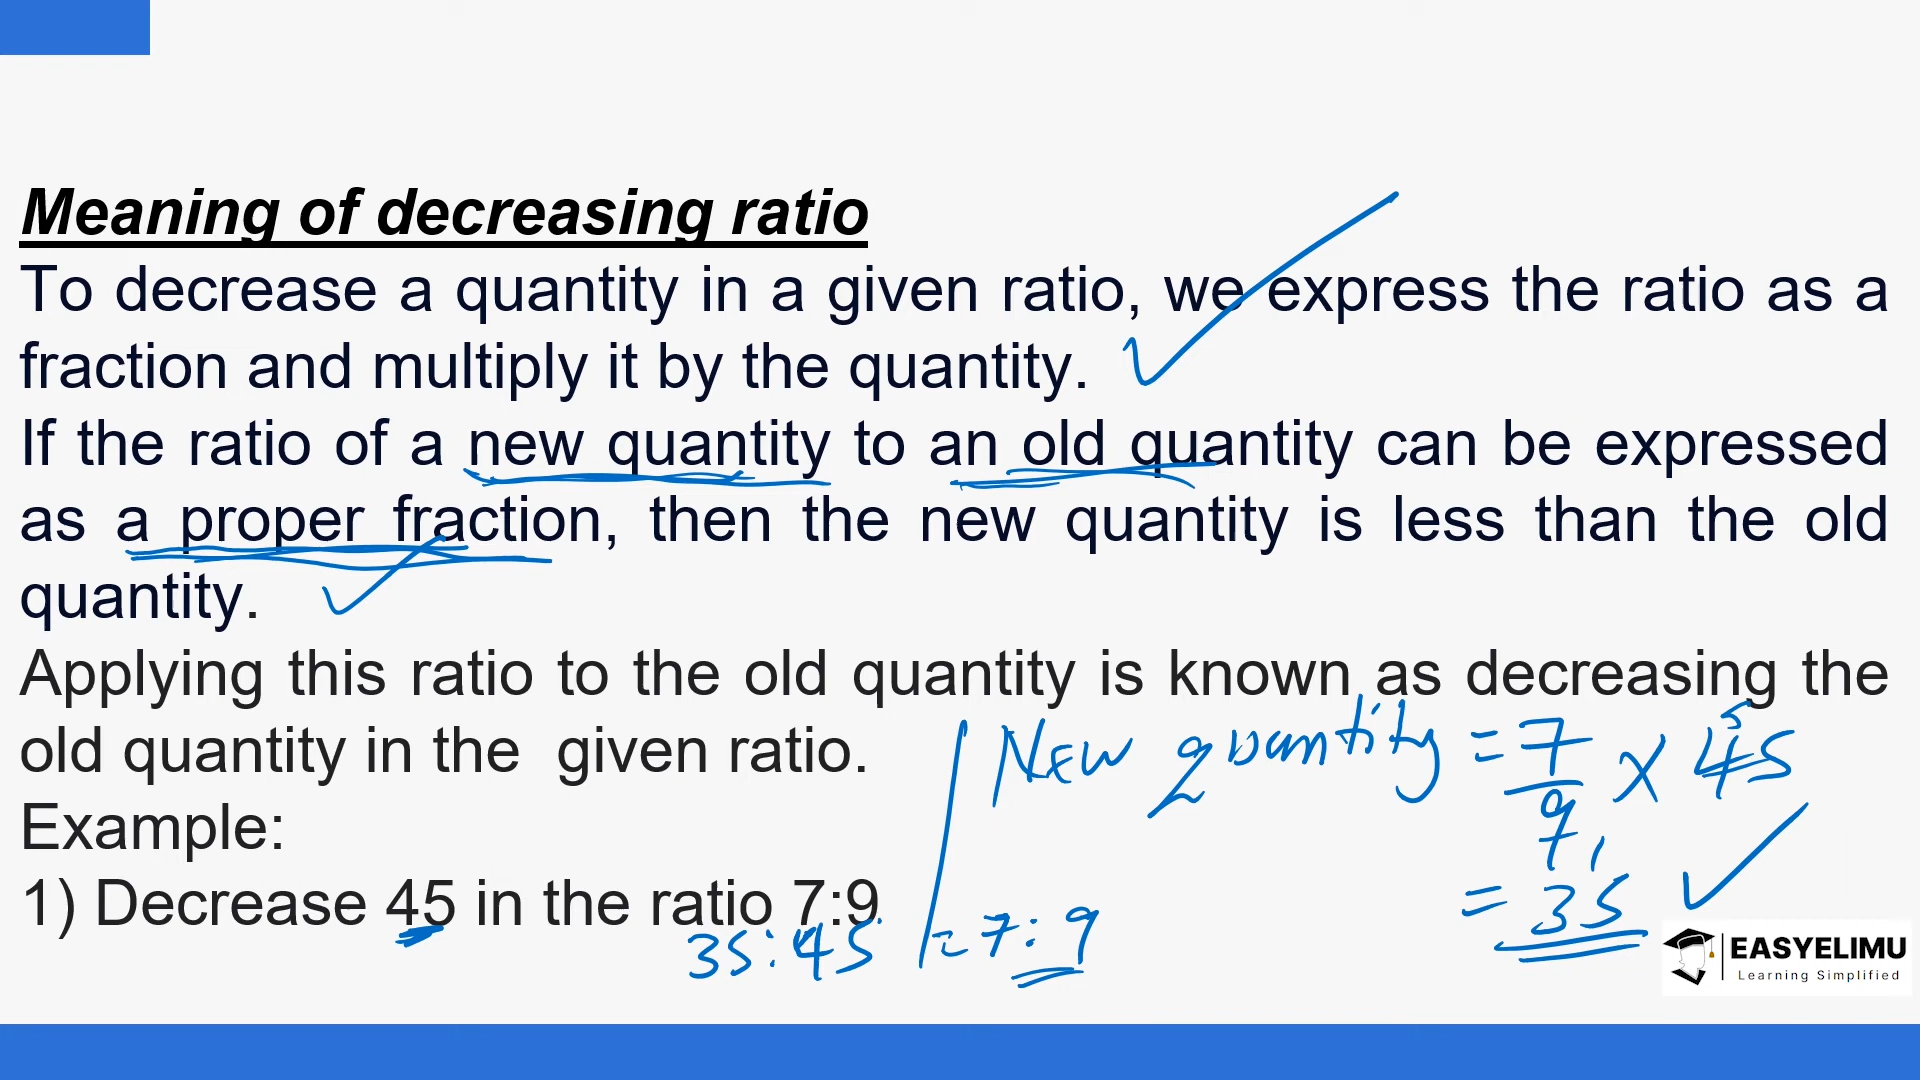 Meaning of decreasing ratio
To decrease a quantity in a given ratio, we express the ratio as a
fraction and multiply it by the quantity.
If the ratio of a new quantity to an old quantity can be expressed
as a proper fraction, then the new quantity is less than the old
quantity.
Applying this ratio to the old quantity is known as decreasing the
old quantity in the given ratio.
Example:
1) Decrease 45 in the ratio 7:9
35:45 = 7:9
New quantity = 7/9 x 45
5
1
= 35
EASYELIMU
Learning Simplified